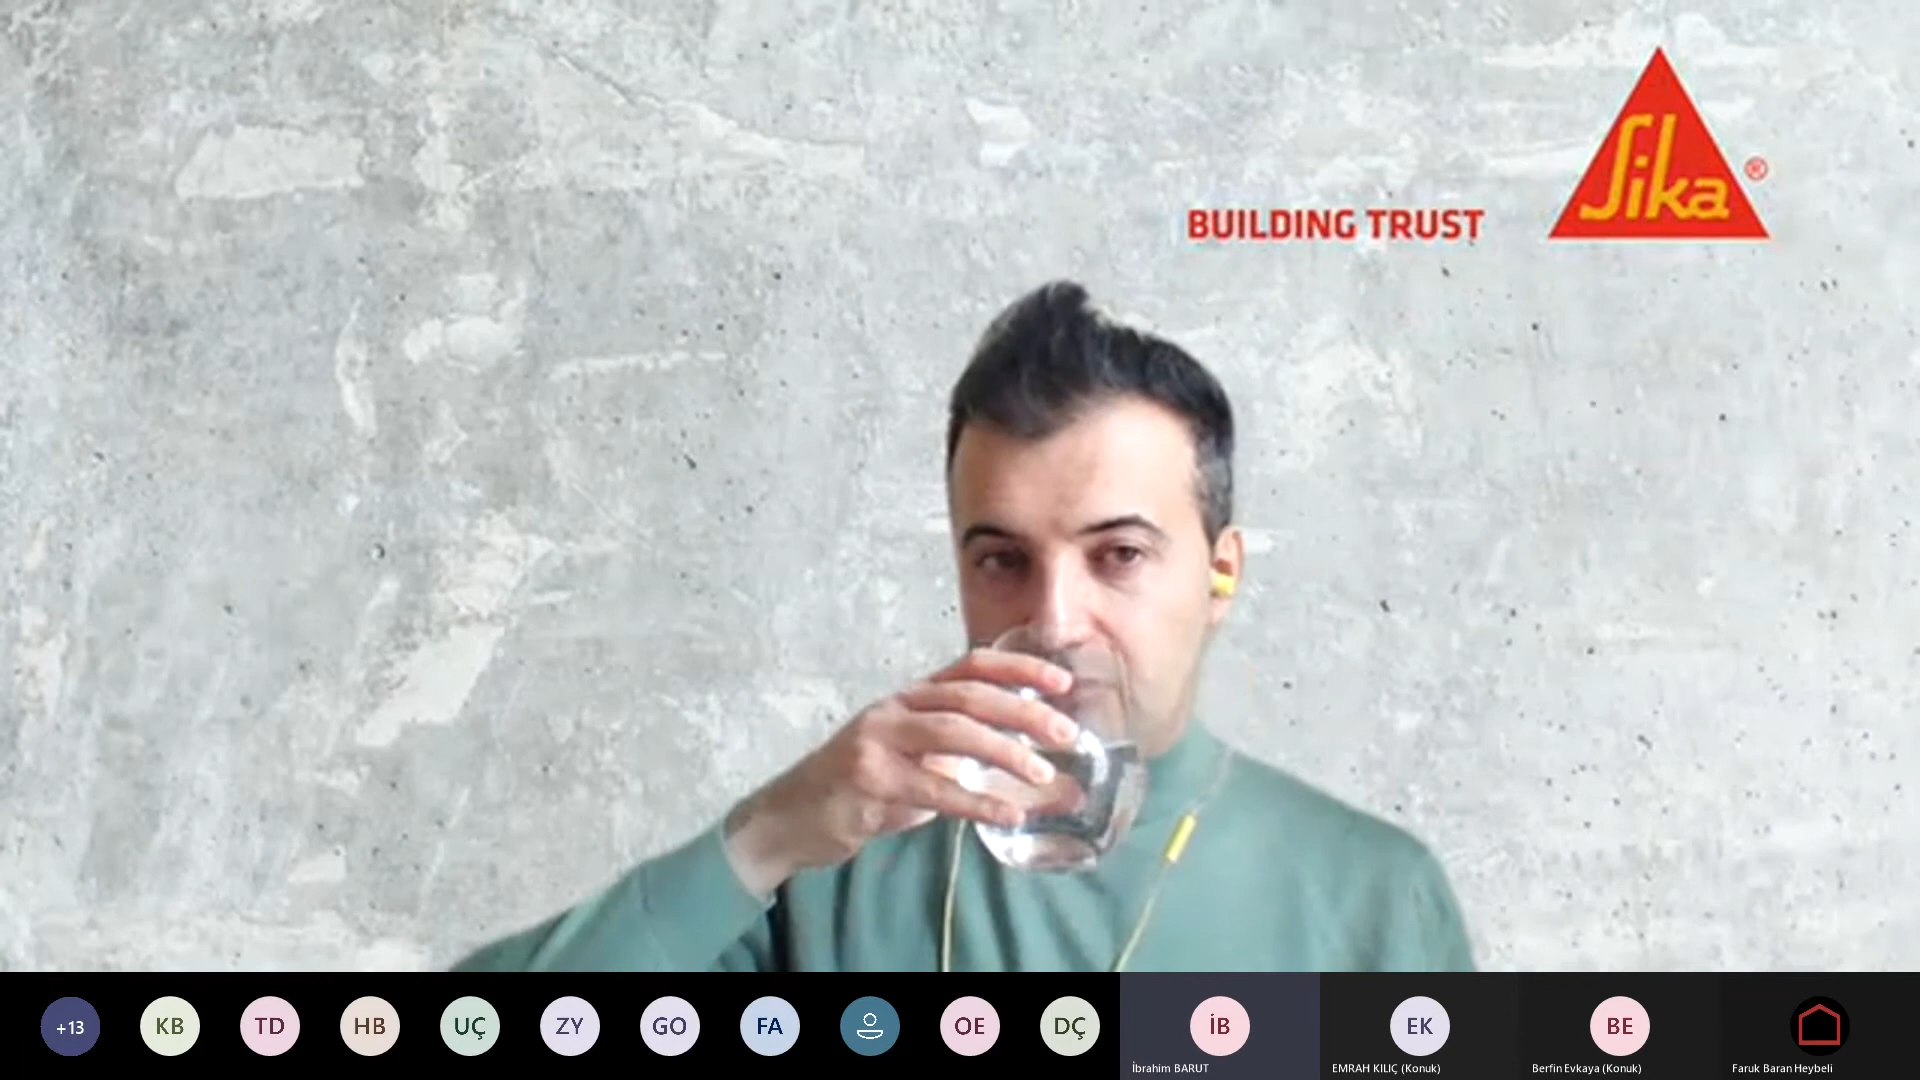 Sika®
BUILDING TRUST
+13
KB
TD
HB
UÇ
ZY
GO
FA
OE
DÇ
İB
EK
BE
İbrahim BARUT
EMRAH KILIÇ (Konuk)
Berfin Evkaya (Konuk)
Faruk Baran Heybeli